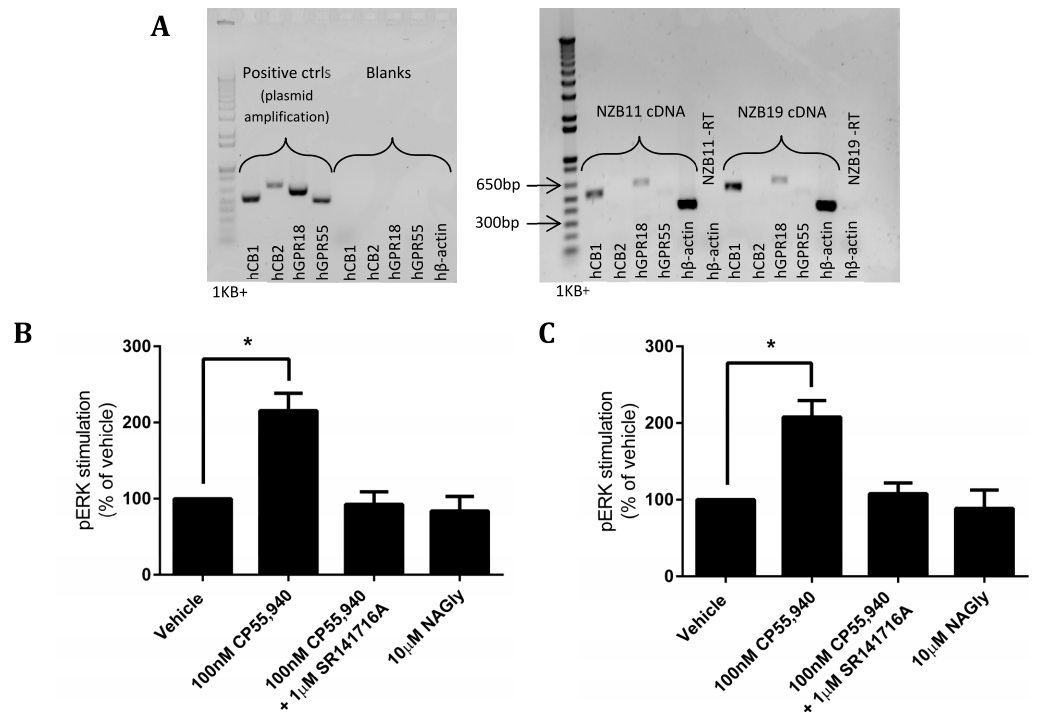 A
Positive ctrls
(plasmid
amplification)
Blanks
hCB1
hCB2
hGPR18
hGPR55
hCB1
hCB2
hGPR18
hGPR55
hβ-actin
1KB+
650bp
300bp
NZB11 cDNA
NZB11 -RT
NZB19 cDNA
NZB19 -RT
hCB1
hCB2
hGPR18
hGPR55
hβ-actin
hβ-actin
hCB1
hCB2
hGPR18
hGPR55
hβ-actin
hβ-actin
1KB+
B
pERK stimulation
(% of vehicle)
300
200
100
0
*
Vehicle
100nM CP55,940
100nM CP55,940
+ 1μM SR141716A
10μM NAGly
C
pERK stimulation
(% of vehicle)
300
200
100
0
*
Vehicle
100nM CP55,940
100nM CP55,940
+ 1μM SR141716A
10μM NAGly